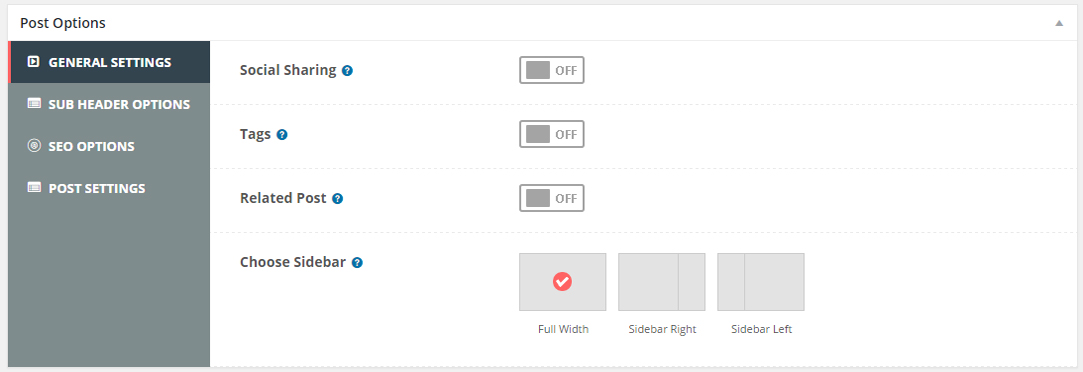 Post Options
GENERAL SETTINGS
SUB HEADER OPTIONS
SEO OPTIONS
POST SETTINGS
Social Sharing ?
OFF
Tags ?
OFF
Related Post ?
OFF
Choose Sidebar ?
Full Width
Sidebar Right
Sidebar Left